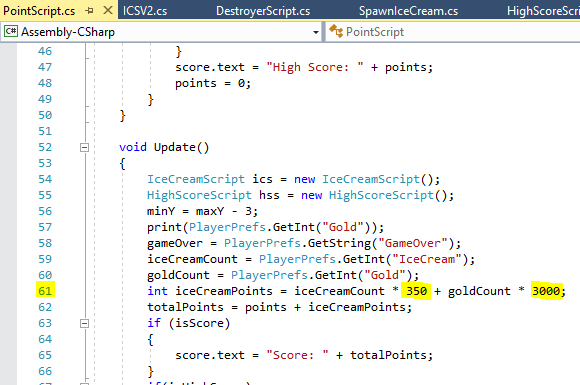 PointScript.cs ICSV2.cs DestroyerScript.cs SpawnIceCream.cs HighScoreScri
C# Assembly-CSharp PointScript
46 }
47 score.text = "High Score: " + points;
48 points = 0;
49 }
50 }
51
52 void Update()
53 {
54 IceCreamScript ics = new IceCreamScript();
55 HighScoreScript hss = new HighScoreScript();
56 minY = maxY - 3;
57 print(PlayerPrefs.GetInt("Gold"));
58 gameOver = PlayerPrefs.GetString("GameOver");
59 iceCreamCount = PlayerPrefs.GetInt("IceCream");
60 goldCount = PlayerPrefs.GetInt("Gold");
61 int iceCreamPoints = iceCreamCount * 350 + goldCount * 3000;
62 totalPoints = points + iceCreamPoints;
63 if (isScore)
64 {
65 score.text = "Score: " + totalPoints;
66 }